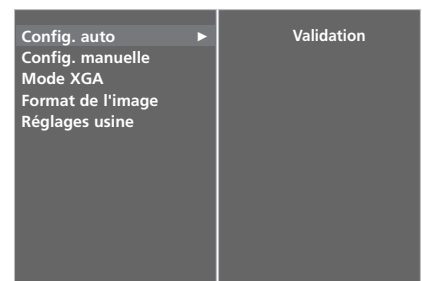 Config. auto ►
Validation
Config. manuelle
Mode XGA
Format de l'image
Réglages usine